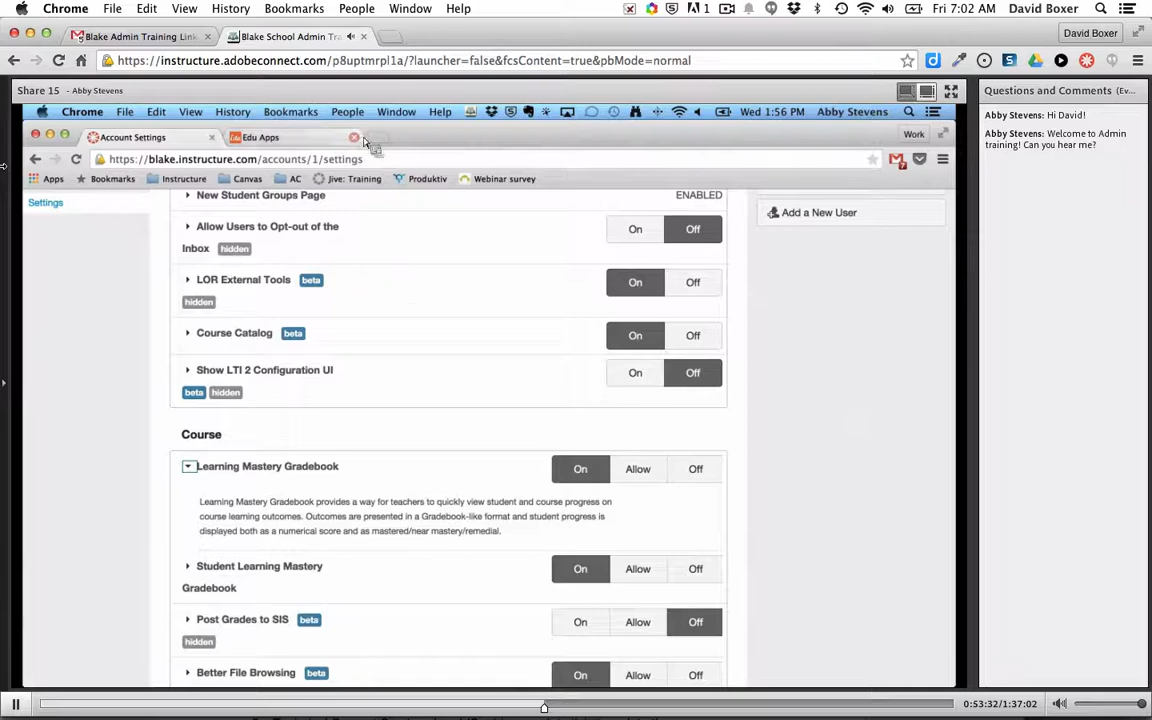 Chrome File Edit View History Bookmarks People Window Help 1 Fri 7:02 AM David Boxer
Blake Admin Training Link × Blake School Admin Tra × David Boxer
https://instructure.adobeconnect.com/p8uptmrpl1a/?launcher=false&fcsContent=true&pbMode=normal
Share 15 - Abby Stevens
Questions and Comments (Ev...
Chrome File Edit View History Bookmarks People Window Help Wed 1:56 PM Abby Stevens
Abby Stevens: Hi David!
Abby Stevens: Welcome to Admin
training! Can you hear me?
Account Settings × Edu Apps Work
https://blake.instructure.com/accounts/1/settings
Apps Bookmarks Instructure Canvas AC Jive: Training Produktiv Webinar survey
Settings
New Student Groups Page ENABLED
Add a New User
Allow Users to Opt-out of the
Inbox hidden
On Off
LOR External Tools beta
hidden
On Off
Course Catalog beta On Off
Show LTI 2 Configuration UI
beta hidden
On Off
Course
Learning Mastery Gradebook On Allow Off
Learning Mastery Gradebook provides a way for teachers to quickly view student and course progress on
course learning outcomes. Outcomes are presented in a Gradebook-like format and student progress is
displayed both as a numerical score and as mastered/near mastery/remedial.
Student Learning Mastery
Gradebook
On Allow Off
Post Grades to SIS beta
hidden
On Allow Off
Better File Browsing beta On Allow Off
0:53:32/1:37:02